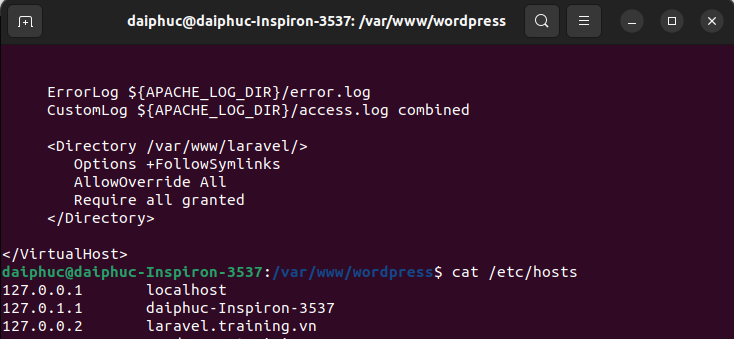 daiphuc@daiphuc-Inspiron-3537: /var/www/wordpress
ErrorLog ${APACHE_LOG_DIR}/error.log
CustomLog ${APACHE_LOG_DIR}/access.log combined
<Directory /var/www/laravel/>
Options +FollowSymlinks
AllowOverride All
Require all granted
</Directory>
</VirtualHost>
daiphuc@daiphuc-Inspiron-3537:/var/www/wordpress$ cat /etc/hosts
127.0.0.1 localhost
127.0.1.1 daiphuc-Inspiron-3537
127.0.0.2 laravel.training.vn